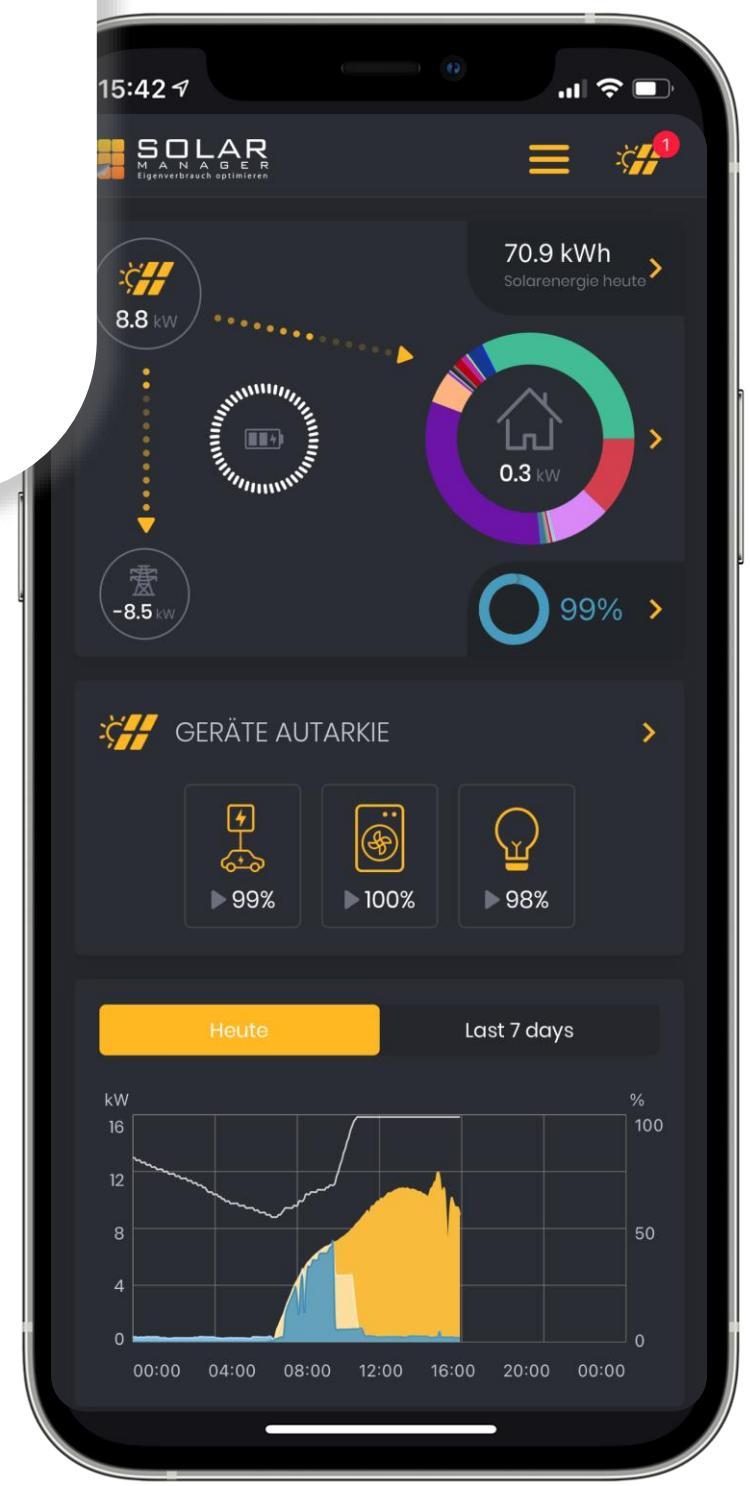 15:42
SOLAR
MANAGER
Eigenverbrauch optimieren
1
70.9 kWh
Solarenergie heute
8.8 kW
0.3 kW
-8.5 kW
99%
GERÄTE AUTARKIE
99%
100%
98%
Heute
Last 7 days
kW
%
16
100
12
8
50
4
0
0
00:00 04:00 08:00 12:00 16:00 20:00 00:00